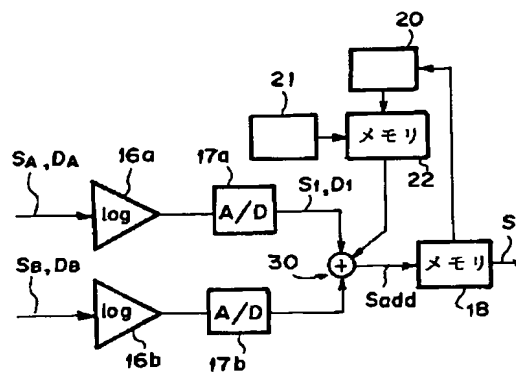 20
21
メモリ
22
SA, DA
16a
log
17a
A/D
S1, D1
SB, DB
30
+
Sadd
メモリ
18
S
16b
log
17b
A/D